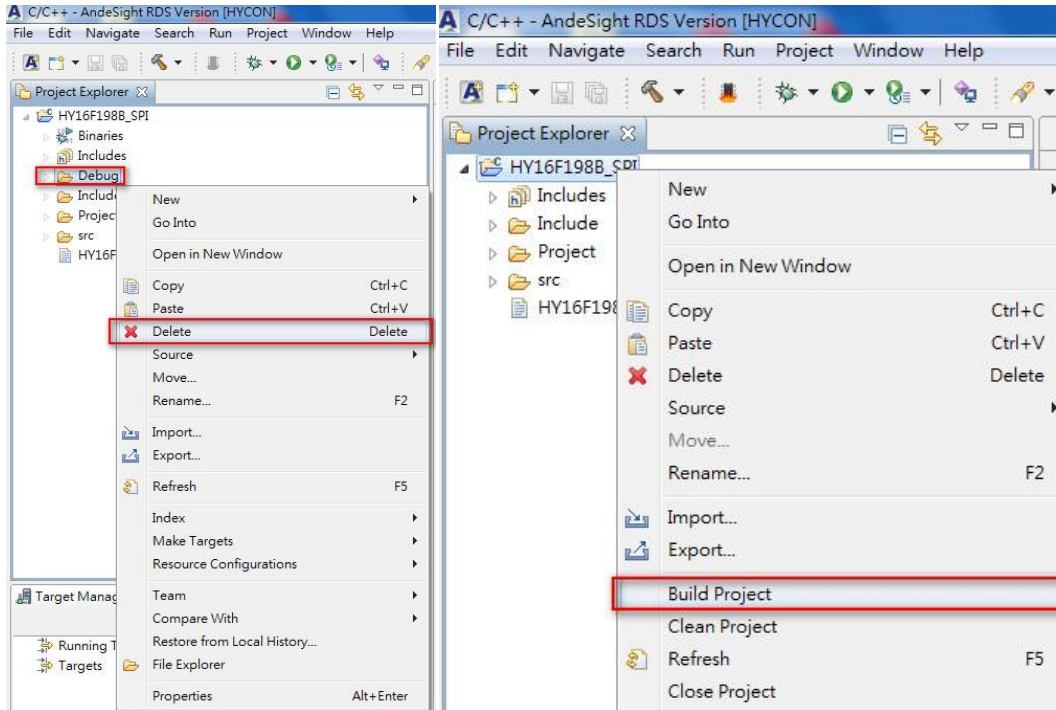 C/C++ - AndeSight RDS Version [HYCON]
File Edit Navigate Search Run Project Window Help
Project Explorer
HY16F198B_SPI
Binaries
Includes
Debug
Includ
Projec
src
HY16F
New
Go Into
Open in New Window
Copy Ctrl+C
Paste Ctrl+V
Delete Delete
Source
Move...
Rename... F2
Import...
Export...
Refresh F5
Index
Make Targets
Resource Configurations
Team
Compare With
Restore from Local History...
File Explorer
Properties Alt+Enter
Target Manag
Running T
Targets
C/C++ - AndeSight RDS Version [HYCON]
File Edit Navigate Search Run Project Window Help
Project Explorer
HY16F198B_SPI
Includes
Include
Project
src
HY16F198
New
Go Into
Open in New Window
Copy Ctrl+C
Paste Ctrl+V
Delete Delete
Source
Move...
Rename... F2
Import...
Export...
Build Project
Clean Project
Refresh F5
Close Project